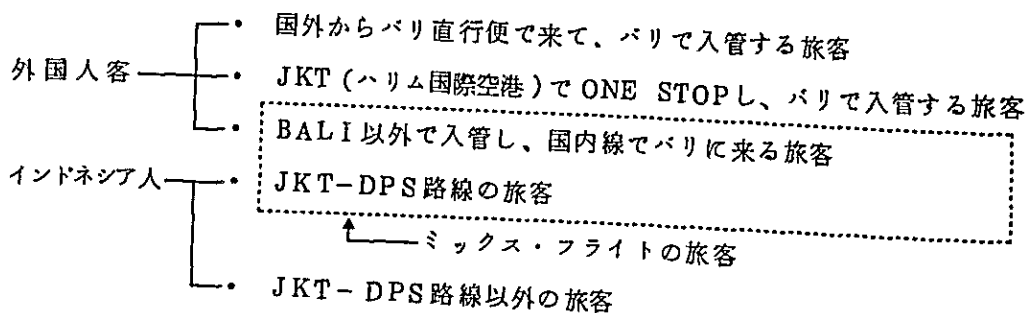 ・国外からバリ直行便で来て、バリで入管する旅客
外国人客
・JKT(ハリム国際空港)でONE STOPし、バリで入管する旅客
・BALI以外で入管し、国内線でバリに来る旅客
インドネシア人
・JKT-DPS路線の旅客
ミックス・フライトの旅客
・JKT-DPS路線以外の旅客